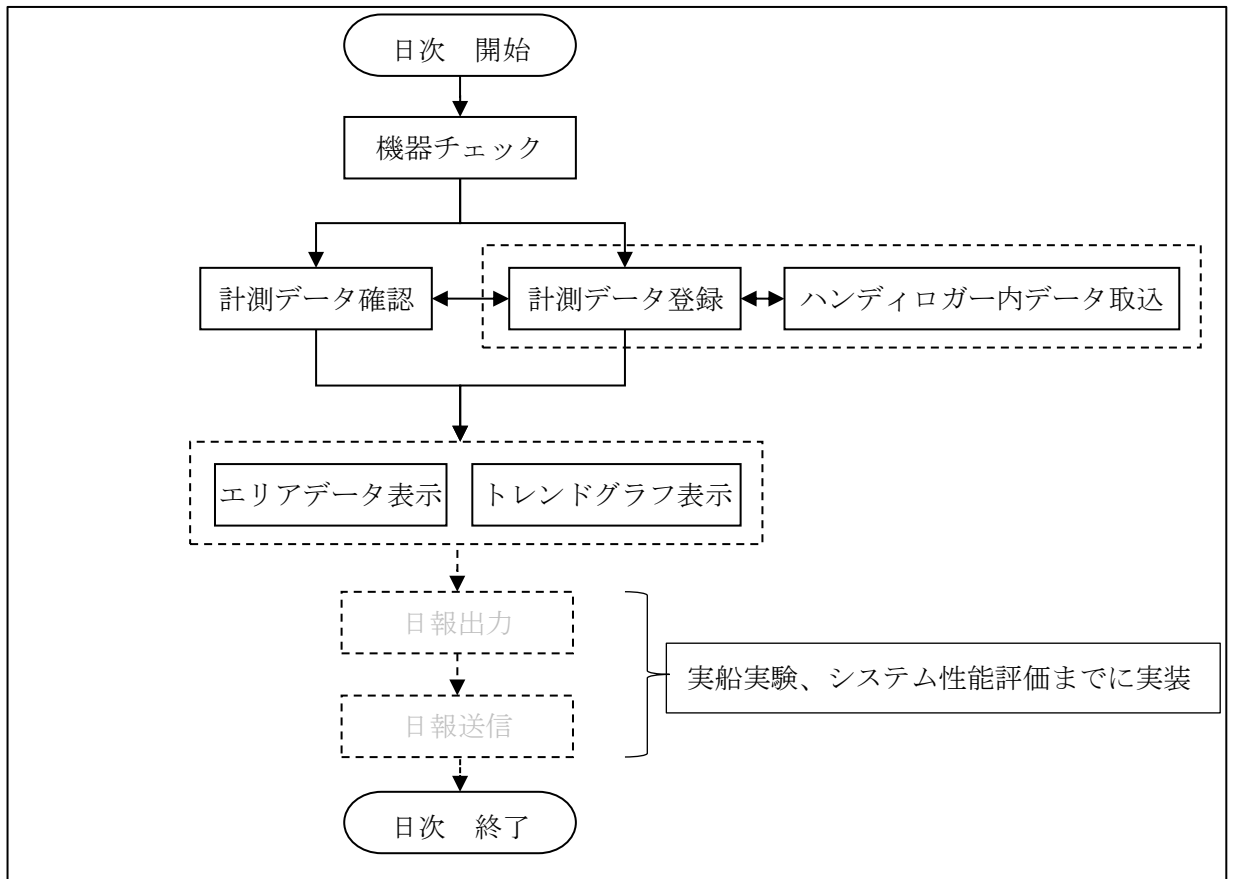 日次　開始
機器チェック
計測データ確認
計測データ登録
ハンディロガー内データ取込
エリアデータ表示
トレンドグラフ表示
日報出力
実船実験、システム性能評価までに実装
日報送信
日次　終了